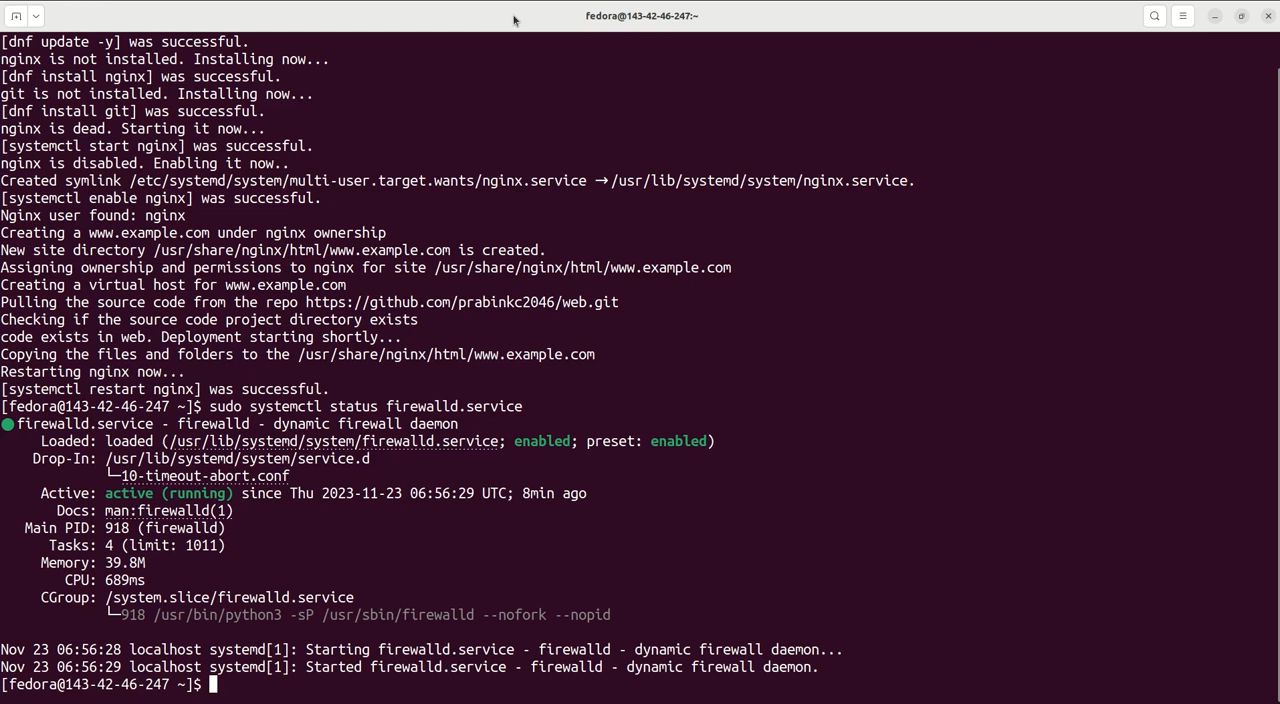 fedora@143-42-46-247:~
[dnf update -y] was successful.
nginx is not installed. Installing now...
[dnf install nginx] was successful.
git is not installed. Installing now...
[dnf install git] was successful.
nginx is dead. Starting it now...
[systemctl start nginx] was successful.
nginx is disabled. Enabling it now..
Created symlink /etc/systemd/system/multi-user.target.wants/nginx.service → /usr/lib/systemd/system/nginx.service.
[systemctl enable nginx] was successful.
Nginx user found: nginx
Creating a www.example.com under nginx ownership
New site directory /usr/share/nginx/html/www.example.com is created.
Assigning ownership and permissions to nginx for site /usr/share/nginx/html/www.example.com
Creating a virtual host for www.example.com
Pulling the source code from the repo https://github.com/prabinkc2046/web.git
Checking if the source code project directory exists
code exists in web. Deployment starting shortly...
Copying the files and folders to the /usr/share/nginx/html/www.example.com
Restarting nginx now...
[systemctl restart nginx] was successful.
[fedora@143-42-46-247 ~]$ sudo systemctl status firewalld.service
● firewalld.service - firewalld - dynamic firewall daemon
Loaded: loaded (/usr/lib/systemd/system/firewalld.service; enabled; preset: enabled)
Drop-In: /usr/lib/systemd/system/service.d
└─10-timeout-abort.conf
Active: active (running) since Thu 2023-11-23 06:56:29 UTC; 8min ago
Docs: man:firewalld(1)
Main PID: 918 (firewalld)
Tasks: 4 (limit: 1011)
Memory: 39.8M
CPU: 689ms
CGroup: /system.slice/firewalld.service
└─918 /usr/bin/python3 -sP /usr/sbin/firewalld --nofork --nopid
Nov 23 06:56:28 localhost systemd[1]: Starting firewalld.service - firewalld - dynamic firewall daemon...
Nov 23 06:56:29 localhost systemd[1]: Started firewalld.service - firewalld - dynamic firewall daemon.
[fedora@143-42-46-247 ~]$